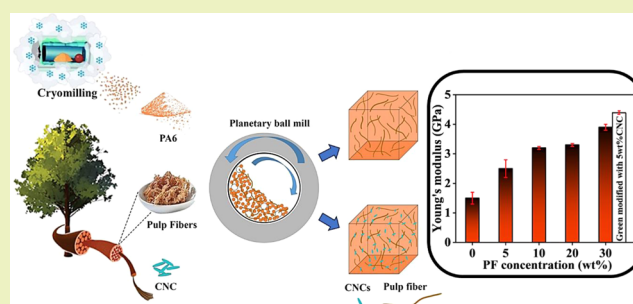 Cryomilling
PA6
Planetary ball mill
Pulp Fibers
CNC
CNCs Pulp fiber
Young's modulus (GPa)
5
4
3
2
1
0
Green modified with 5wt%CNC
0 5 10 20 30
PF concentration (wt%)